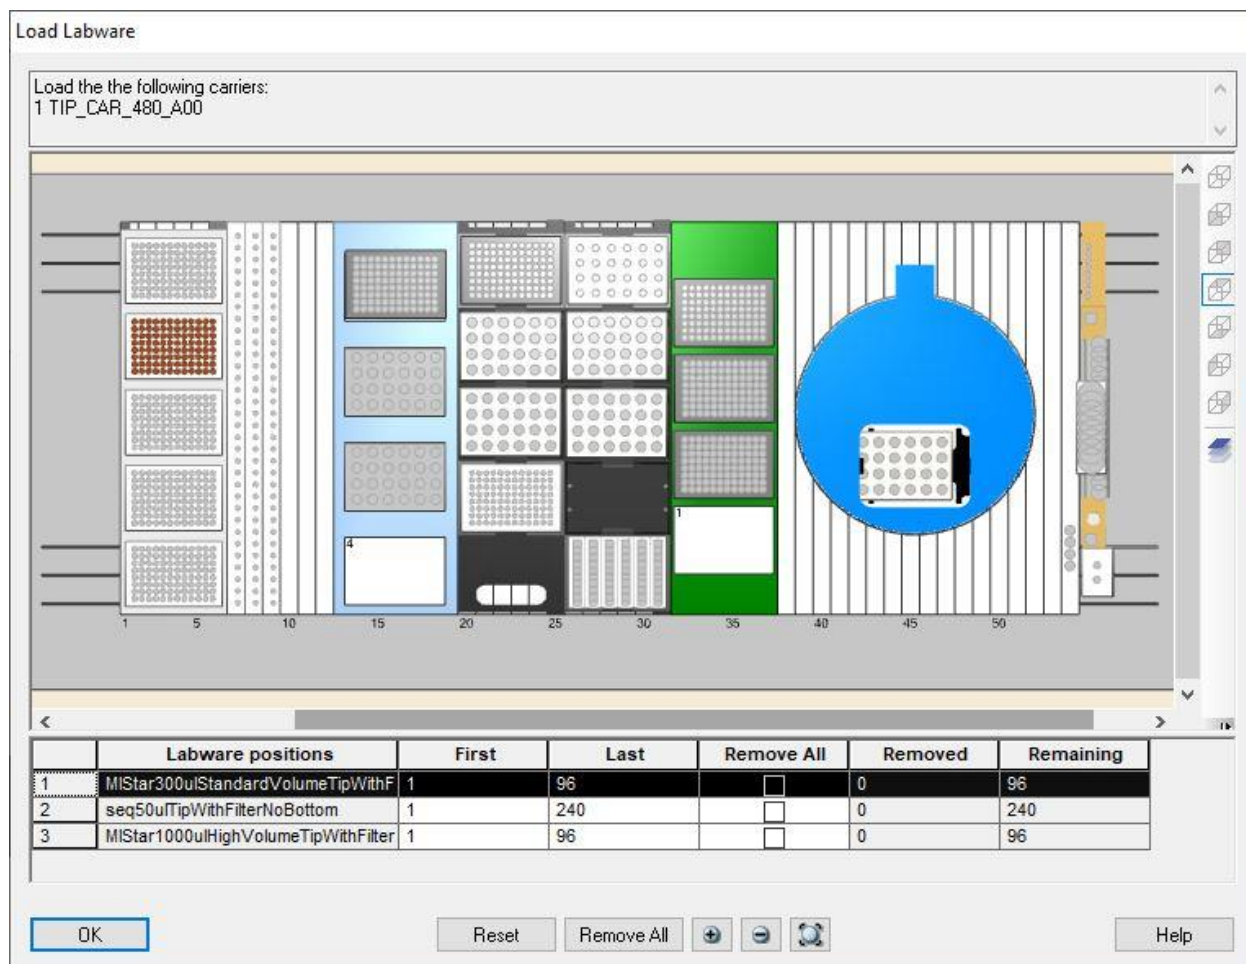 Load Labware
Load the the following carriers:
1 TIP_CAR_480_A00
4
1
1 5 10 15 20 25 30 35 40 45 50
Labware positions First Last Remove All Removed Remaining
1 MlStar300ulStandardVolumeTipWithF 1 96 0 96
2 seq50ulTipWithFilterNoBottom 1 240 0 240
3 MlStar1000ulHighVolumeTipWithFilter 1 96 0 96
OK Reset Remove All Help